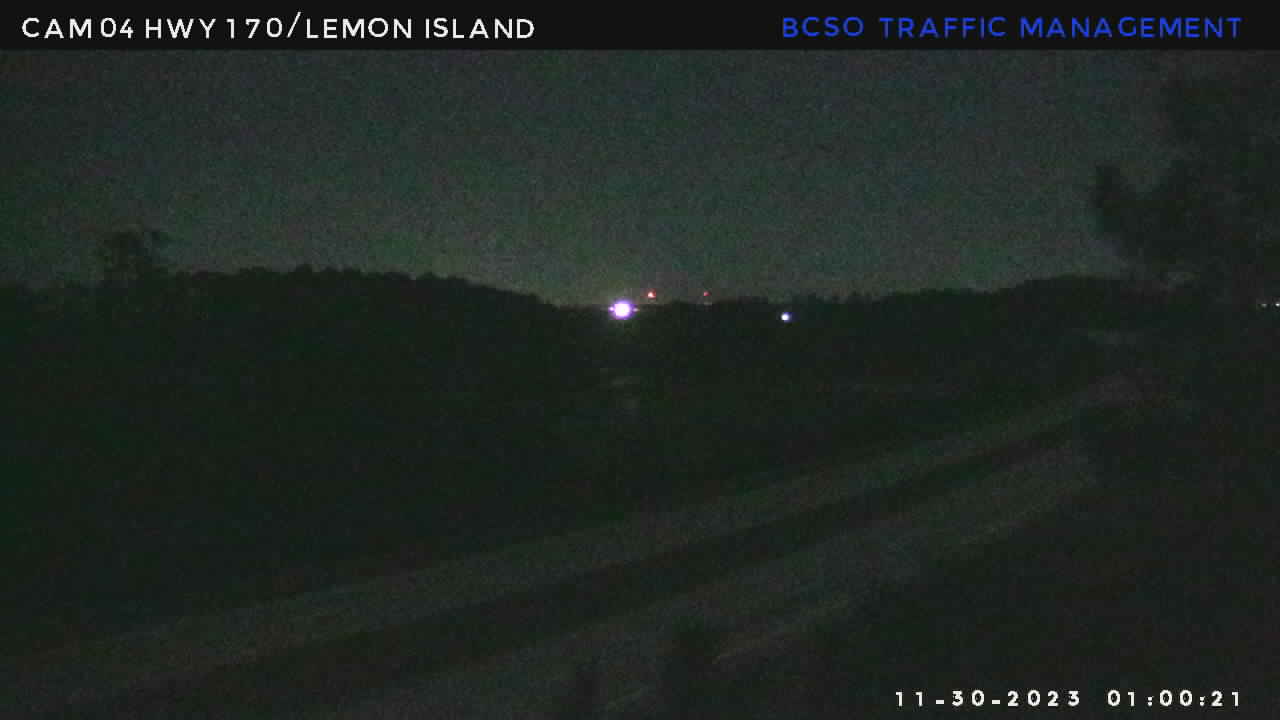 CAM04 HWY 170/LEMON ISLAND
BCSO TRAFFIC MANAGEMENT
11-30-2023 01:00:21